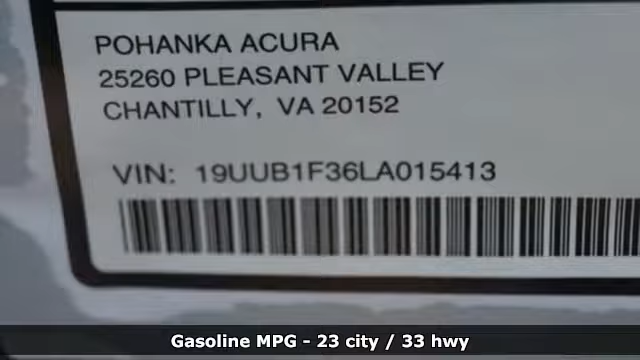 POHANKA ACURA
25260 PLEASANT VALLEY
CHANTILLY, VA 20152
VIN: 19UUB1F36LA015413
Gasoline MPG - 23 city / 33 hwy